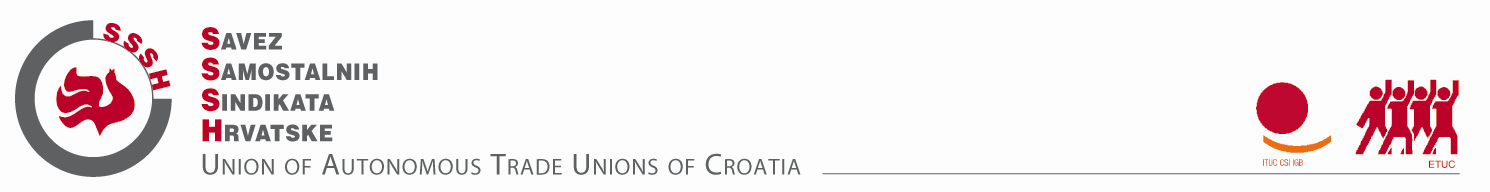 SSSH
SAVEZ
SAMOSTALNIH
SINDIKATA
HRVATSKE
UNION OF AUTONOMOUS TRADE UNIONS OF CROATIA
ITUC CSI IGB
ETUC